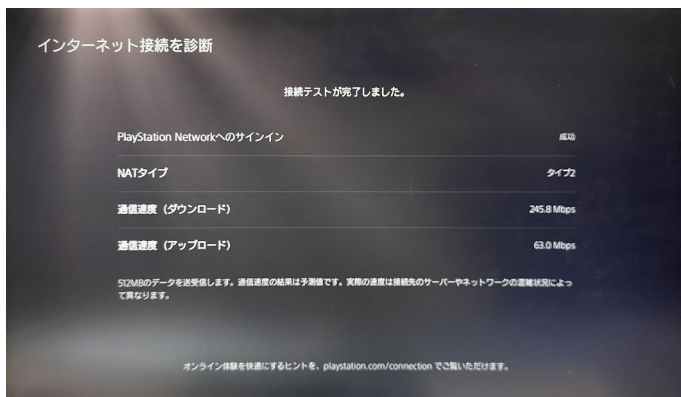 インターネット接続を診断
接続テストが完了しました。
PlayStation Networkへのサインイン
成功
NATタイプ
タイプ2
通信速度（ダウンロード）
245.8 Mbps
通信速度（アップロード）
63.0 Mbps
512MBのデータを送受信します。通信速度の結果は予測値です。実際の速度は接続先のサーバーやネットワークの混雑状況によっ
て異なります。
オンライン体験を快適にするヒントを、playstation.com/connection でご覧いただけます。